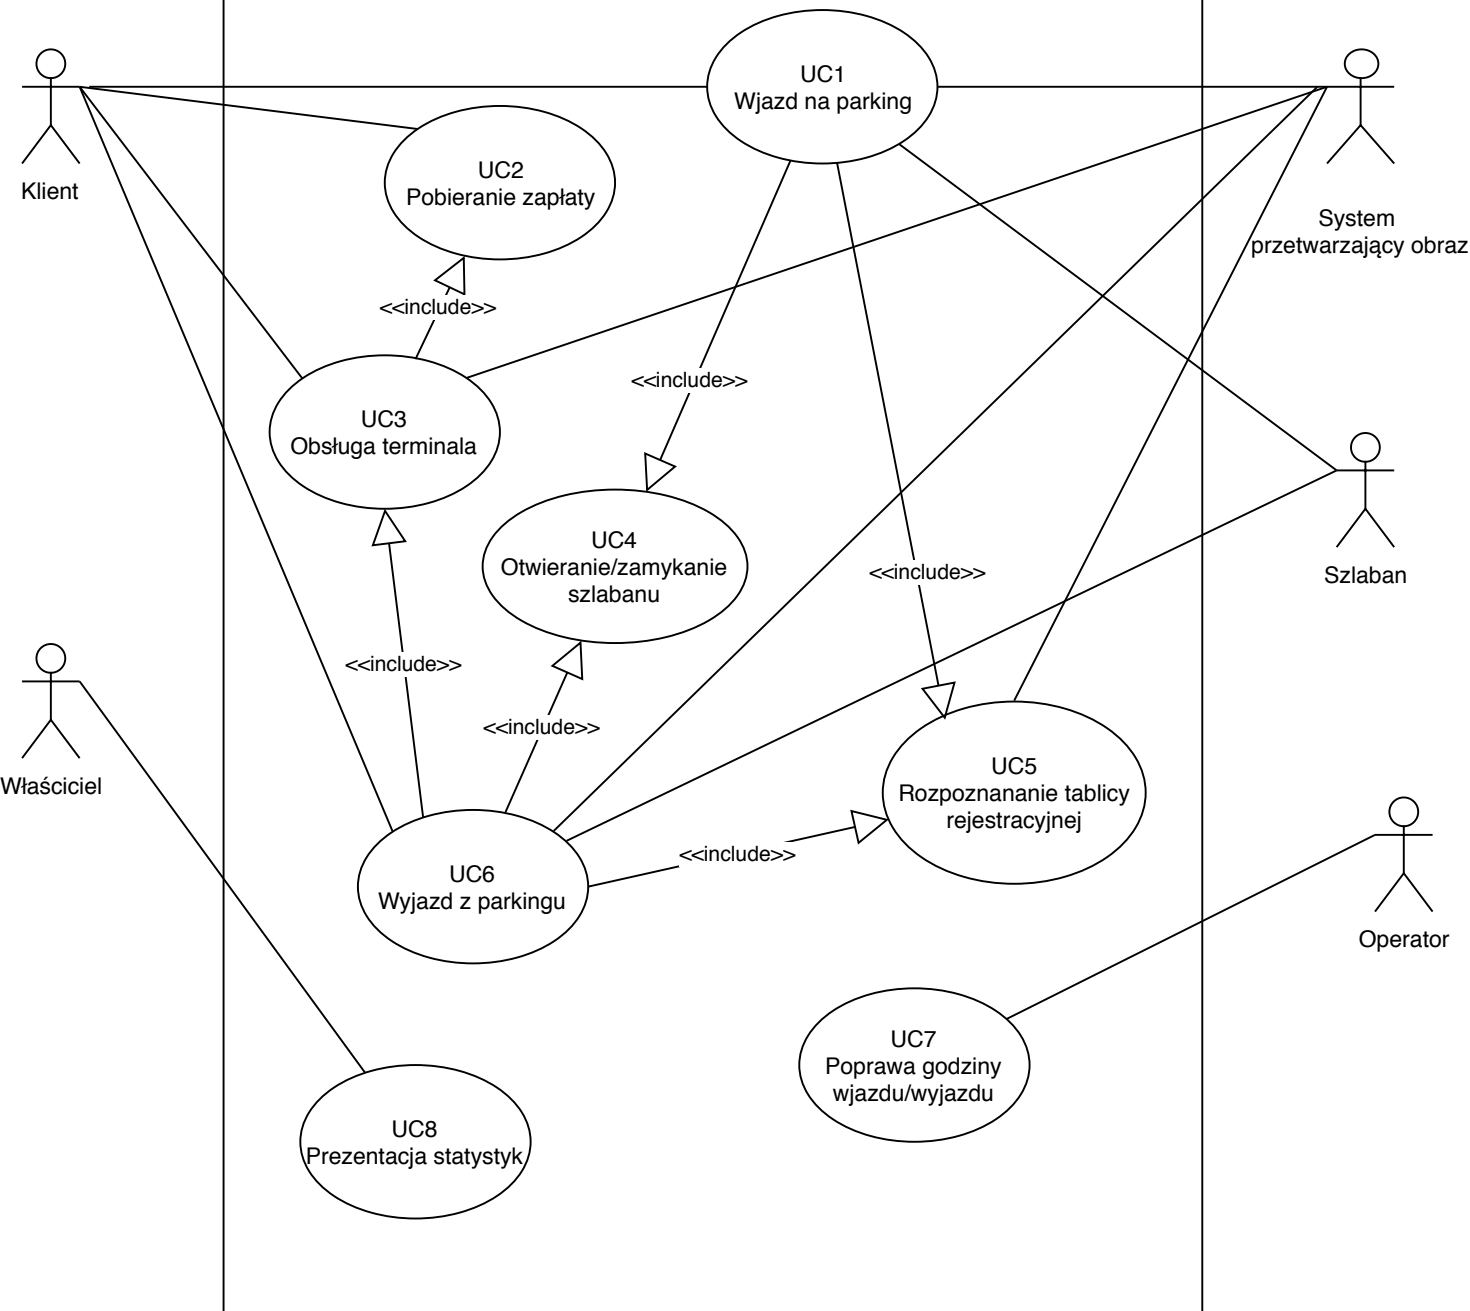 UC1
Wjazd na parking
Klient
UC2
Pobieranie zapłaty
System
przetwarzający obraz
<<include>>
<<include>>
UC3
Obsługa terminala
UC4
Otwieranie/zamykanie
szlabanu
<<include>>
Szlaban
<<include>>
<<include>>
Właściciel
UC5
Rozpoznananie tablicy
rejestracyjnej
<<include>>
UC6
Wyjazd z parkingu
Operator
UC7
Poprawa godziny
wjazdu/wyjazdu
UC8
Prezentacja statystyk